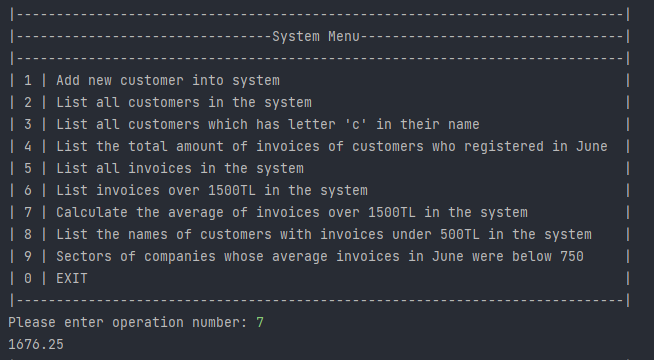 |----------------------------------------------------------------------------|
|--------------------------------System Menu---------------------------------|
|----------------------------------------------------------------------------|
| 1 | Add new customer into system                                           |
| 2 | List all customers in the system                                       |
| 3 | List all customers which has letter 'c' in their name                  |
| 4 | List the total amount of invoices of customers who registered in June  |
| 5 | List all invoices in the system                                        |
| 6 | List invoices over 1500TL in the system                                |
| 7 | Calculate the average of invoices over 1500TL in the system            |
| 8 | List the names of customers with invoices under 500TL in the system    |
| 9 | Sectors of companies whose average invoices in June were below 750     |
| 0 | EXIT                                                                   |
|----------------------------------------------------------------------------|
Please enter operation number: 7
1676.25